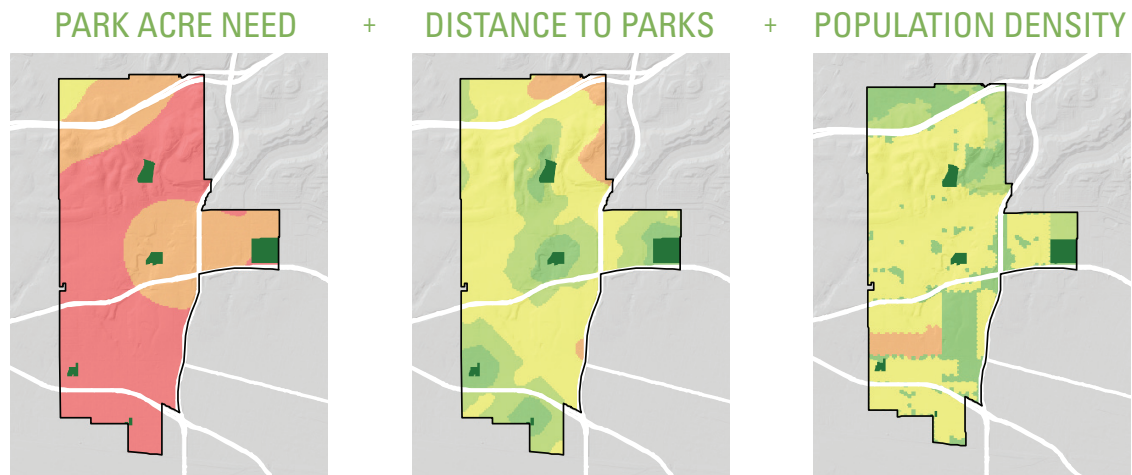 PARK ACRE NEED + DISTANCE TO PARKS + POPULATION DENSITY